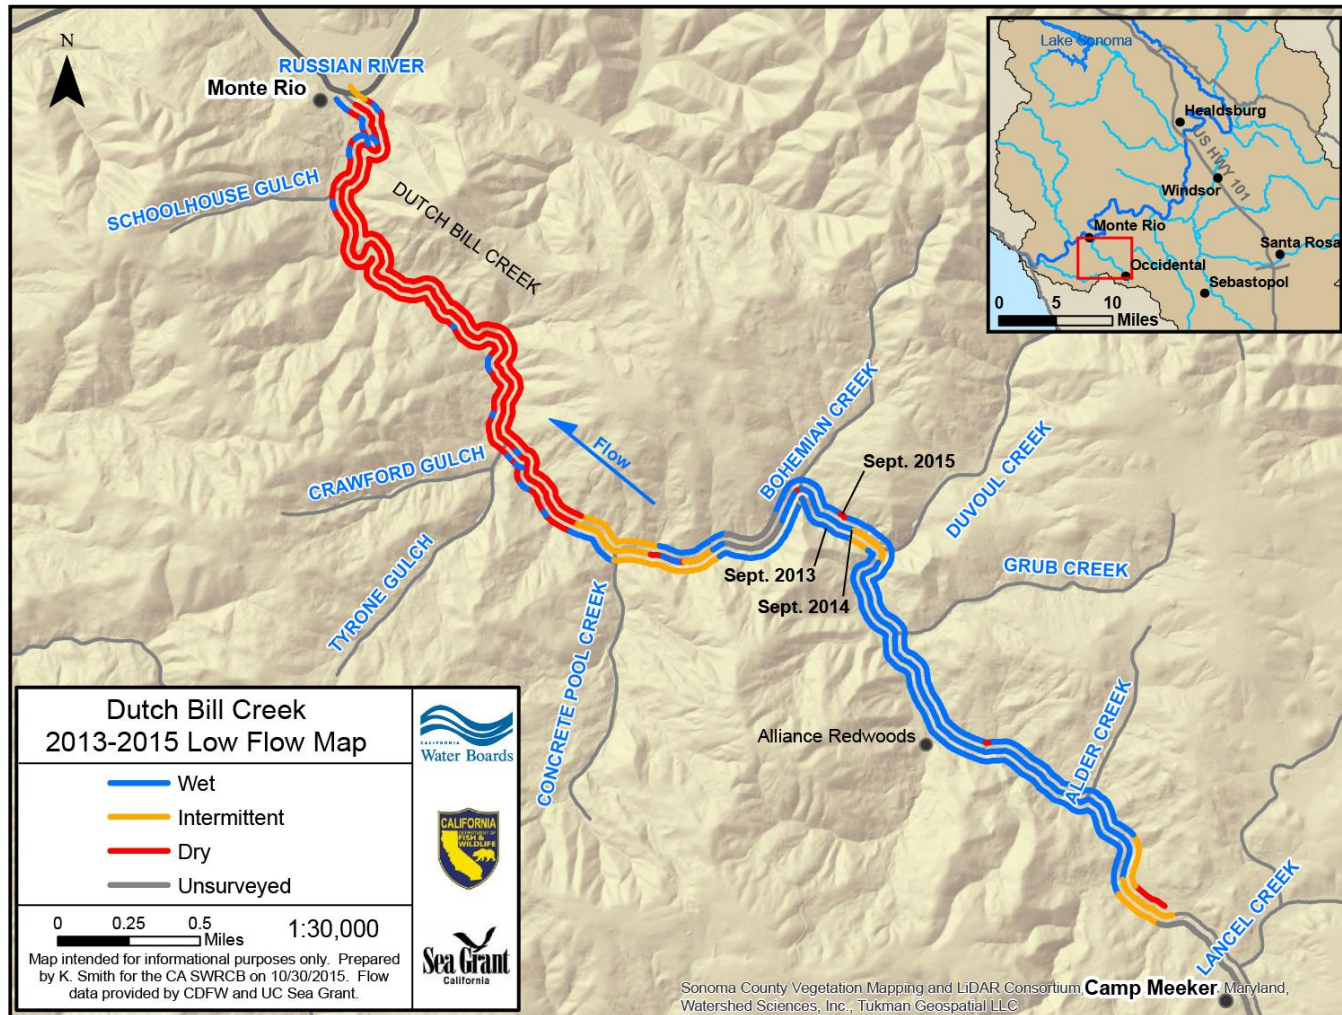 N
RUSSIAN RIVER
Monte Rio
SCHOOLHOUSE GULCH
DUTCH BILL CREEK
Flow
CRAWFORD GULCH
TYRONE GULCH
CONCRETE POOL CREEK
BOHEMIAN CREEK
Sept. 2015
Sept. 2013
Sept. 2014
DUVOUL CREEK
GRUB CREEK
Alliance Redwoods
ALDER CREEK
LANCEL CREEK
Camp Meeker
Lake Sonoma
Healdsburg
US HWY 101
Windsor
Monte Rio
Santa Rosa
Occidental
Sebastopol
0 5 10
Miles
Dutch Bill Creek
2013-2015 Low Flow Map
Wet
Intermittent
Dry
Unsurveyed
0 0.25 0.5
Miles
1:30,000
Map intended for informational purposes only. Prepared
by K. Smith for the CA SWRCB on 10/30/2015. Flow
data provided by CDFW and UC Sea Grant.
CALIFORNIA
Water Boards
CALIFORNIA
DEPARTMENT OF
FISH &
WILDLIFE
Sea Grant
California
Sonoma County Vegetation Mapping and LiDAR Consortium, Maryland,
Watershed Sciences, Inc., Tukman Geospatial LLC